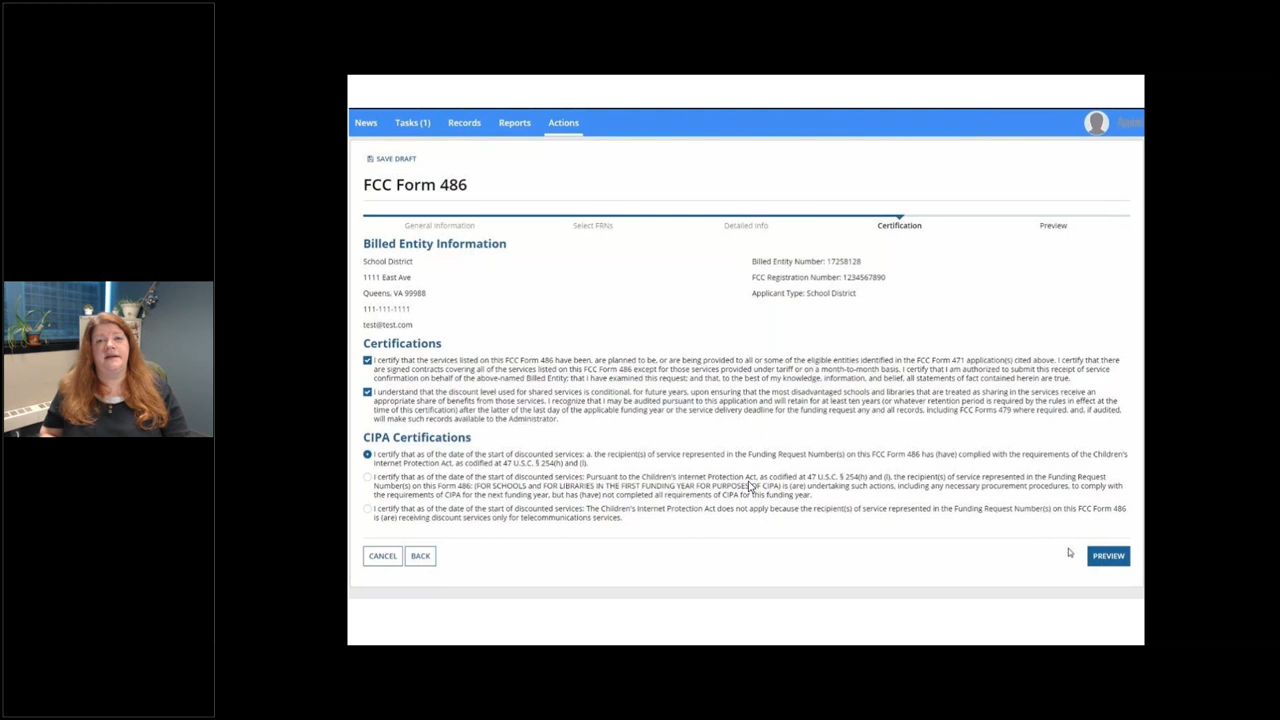 News Tasks (1) Records Reports Actions
SAVE DRAFT
FCC Form 486
General Information Select FRNs Detailed Info Certification Preview
Billed Entity Information
School District Billed Entity Number: 17258128
1111 East Ave FCC Registration Number: 1234567890
Queens, VA 99988 Applicant Type: School District
111-111-1111
test@test.com
Certifications
I certify that the services listed on this FCC Form 486 have been, are planned to be, or are being provided to all or some of the eligible entities identified in the FCC Form 471 application(s) cited above. I certify that there
are signed contracts covering all of the services listed on this FCC Form 486 except for those services provided under tariff or on a month-to-month basis. I certify that I am authorized to submit this receipt of service
confirmation on behalf of the above-named Billed Entity; that I have examined this request; and that, to the best of my knowledge, information, and belief, all statements of fact contained herein are true.
I understand that the discount level used for shared services is conditional, for future years, upon ensuring that the most disadvantaged schools and libraries that are treated as sharing in the services receive an
appropriate share of benefits from those services. I recognize that I may be audited pursuant to this application and will retain for at least ten years (or whatever retention period is required by the rules in effect at the
time of this certification) after the latter of the last day of the applicable funding year or the service delivery deadline for the funding request any and all records, including FCC Forms 479 where required, and, if audited,
will make such records available to the Administrator.
CIPA Certifications
I certify that as of the date of the start of discounted services: a. the recipient(s) of service represented in the Funding Request Number(s) on this FCC Form 486 has (have) complied with the requirements of the Children's
Internet Protection Act, as codified at 47 U.S.C. § 254(h) and (l).
I certify that as of the date of the start of discounted services: Pursuant to the Children's Internet Protection Act, as codified at 47 U.S.C. § 254(h) and (l), the recipient(s) of service represented in the Funding Request
Number(s) on this Form 486: (FOR SCHOOLS and FOR LIBRARIES IN THE FIRST FUNDING YEAR FOR PURPOSES OF CIPA) is (are) undertaking such actions, including any necessary procurement procedures, to comply with
the requirements of CIPA for the next funding year, but has (have) not completed all requirements of CIPA for this funding year.
I certify that as of the date of the start of discounted services: The Children's Internet Protection Act does not apply because the recipient(s) of service represented in the Funding Request Number(s) on this FCC Form 486
is (are) receiving discount services only for telecommunications services.
CANCEL BACK PREVIEW